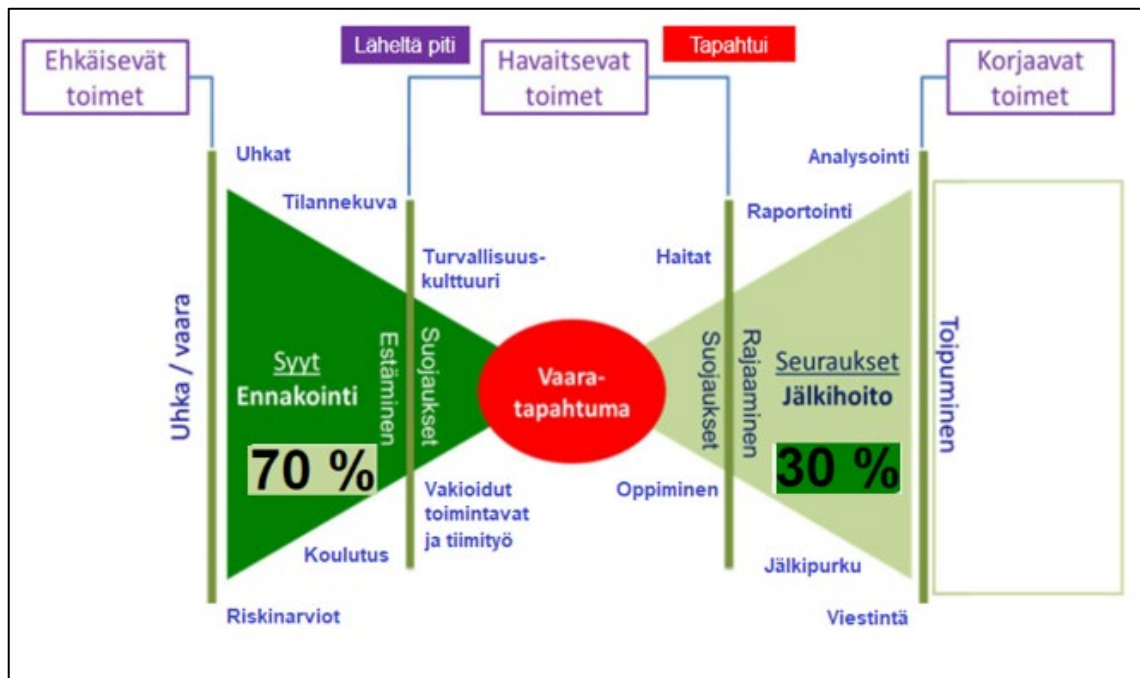 Läheltä piti
Tapahtui
Ehkäisevät
toimet
Havaitsevat
toimet
Korjaavat
toimet
Uhkat
Analysointi
Tilannekuva
Raportointi
Turvallisuus-
kulttuuri
Haitat
Uhka / vaara
Syyt
Ennakointi
70 %
Estäminen
Suojaukset
Vaara-
tapahtuma
Suojaukset
Rajaaminen
Seuraukset
Jälkihoito
30 %
Toipuminen
Vakioidut
toimintavat
ja tiimityö
Oppiminen
Koulutus
Jälkipurku
Riskinarviot
Viestintä